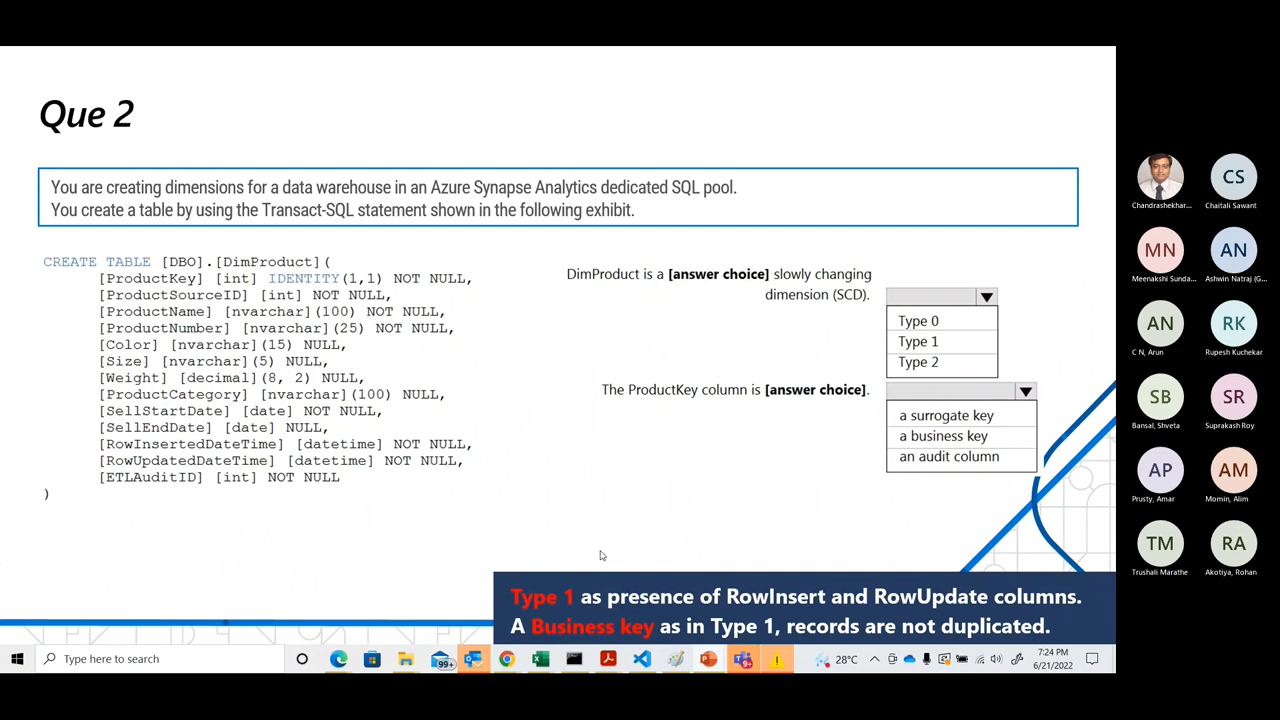 Que 2
You are creating dimensions for a data warehouse in an Azure Synapse Analytics dedicated SQL pool.
You create a table by using the Transact-SQL statement shown in the following exhibit.
CREATE TABLE [DBO].[DimProduct](
[ProductKey] [int] IDENTITY(1,1) NOT NULL,
[ProductSourceID] [int] NOT NULL,
[ProductName] [nvarchar](100) NOT NULL,
[ProductNumber] [nvarchar](25) NOT NULL,
[Color] [nvarchar](15) NULL,
[Size] [nvarchar](5) NULL,
[Weight] [decimal](8, 2) NULL,
[ProductCategory] [nvarchar](100) NULL,
[SellStartDate] [date] NOT NULL,
[SellEndDate] [date] NULL,
[RowInsertedDateTime] [datetime] NOT NULL,
[RowUpdatedDateTime] [datetime] NOT NULL,
[ETLAuditID] [int] NOT NULL
)
DimProduct is a [answer choice] slowly changing
dimension (SCD).
Type 0
Type 1
Type 2
The ProductKey column is [answer choice].
a surrogate key
a business key
an audit column
Type 1 as presence of RowInsert and RowUpdate columns.
A Business key as in Type 1, records are not duplicated.
CS
Chandrashekhar...
Chaitali Sawant
MN
AN
Meenakshi Sunda...
Ashwin Natraj (G...
AN
RK
C N, Arun
Rupesh Kuchekar
SB
SR
Bansal, Shveta
Suprakash Roy
AP
AM
Prusty, Amar
Momin, Alim
TM
RA
Trushali Marathe
Akotiya, Rohan
Type here to search
99+
9+
28°C
7:24 PM
6/21/2022